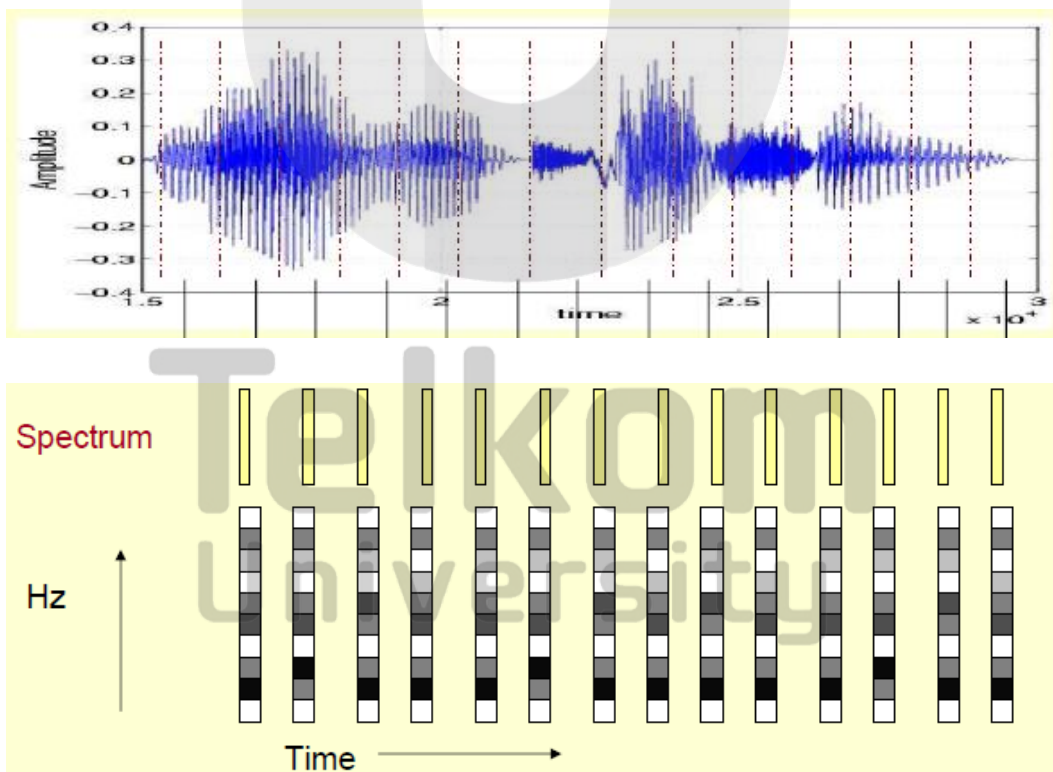 0.4
0.3
0.2
0.1
0
-0.1
-0.2
-0.3
-0.4
Amplitude
1.5 2 2.5 3
time
x 10⁴
Telkom
University
Spectrum
Hz
Time